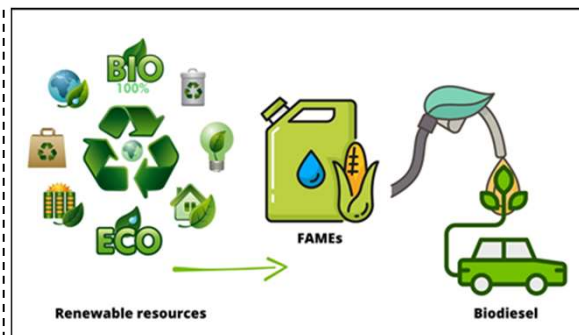 BIO
100%
ECO
FAMEs
Renewable resources
Biodiesel